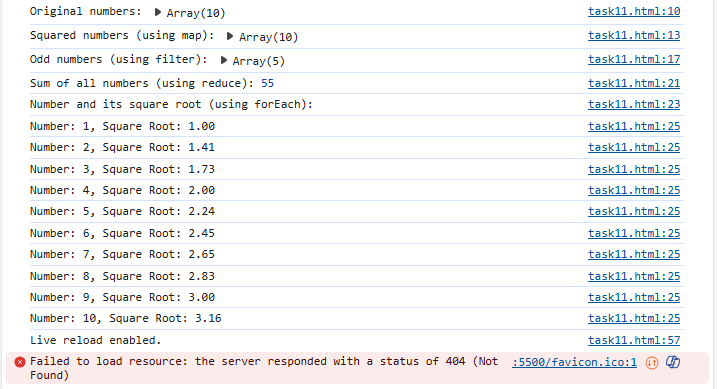 Original numbers: ▶ Array(10) task11.html:10
Squared numbers (using map): ▶ Array(10) task11.html:13
Odd numbers (using filter): ▶ Array(5) task11.html:17
Sum of all numbers (using reduce): 55 task11.html:21
Number and its square root (using forEach): task11.html:23
Number: 1, Square Root: 1.00 task11.html:25
Number: 2, Square Root: 1.41 task11.html:25
Number: 3, Square Root: 1.73 task11.html:25
Number: 4, Square Root: 2.00 task11.html:25
Number: 5, Square Root: 2.24 task11.html:25
Number: 6, Square Root: 2.45 task11.html:25
Number: 7, Square Root: 2.65 task11.html:25
Number: 8, Square Root: 2.83 task11.html:25
Number: 9, Square Root: 3.00 task11.html:25
Number: 10, Square Root: 3.16 task11.html:25
Live reload enabled. task11.html:57
Failed to load resource: the server responded with a status of 404 (Not :5500/favicon.ico:1
Found)